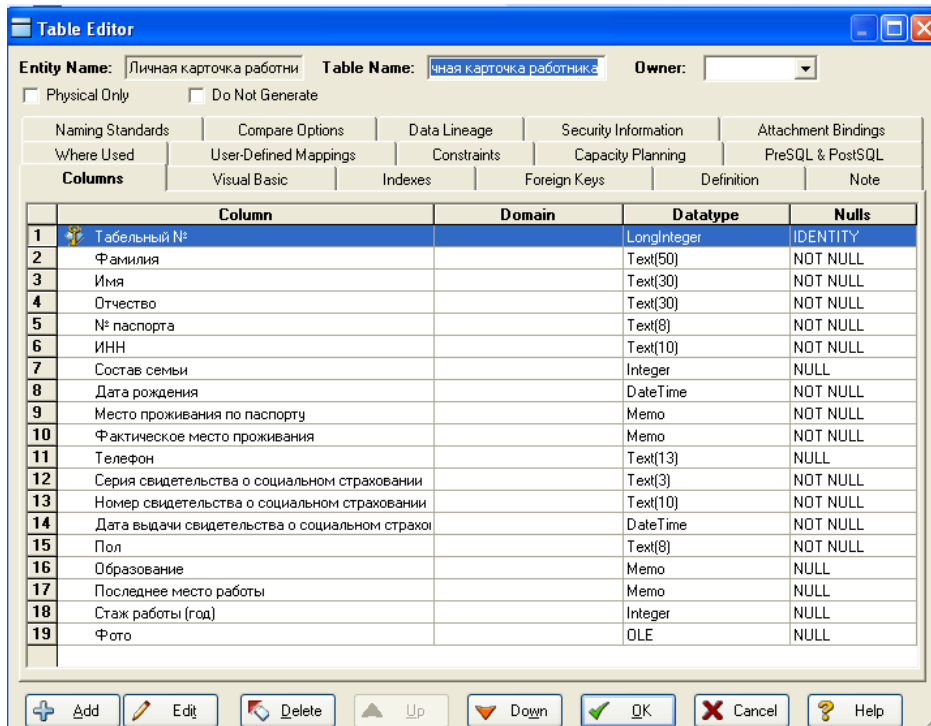 Table Editor
Entity Name: Личная карточка работни Table Name: чная карточка работника Owner:
Physical Only Do Not Generate
Naming Standards Compare Options Data Lineage Security Information Attachment Bindings
Where Used User-Defined Mappings Constraints Capacity Planning PreSQL & PostSQL
Columns Visual Basic Indexes Foreign Keys Definition Note
Column Domain Datatype Nulls
1 Табельный № LongInteger IDENTITY
2 Фамилия Text(50) NOT NULL
3 Имя Text(30) NOT NULL
4 Отчество Text(30) NOT NULL
5 № паспорта Text(8) NOT NULL
6 ИНН Text(10) NOT NULL
7 Состав семьи Integer NULL
8 Дата рождения DateTime NOT NULL
9 Место проживания по паспорту Memo NOT NULL
10 Фактическое место проживания Memo NOT NULL
11 Телефон Text(13) NULL
12 Серия свидетельства о социальном страховании Text(3) NOT NULL
13 Номер свидетельства о социальном страховании Text(10) NOT NULL
14 Дата выдачи свидетельства о социальном страхо DateTime NOT NULL
15 Пол Text(8) NOT NULL
16 Образование Memo NULL
17 Последнее место работы Memo NULL
18 Стаж работы (год) Integer NULL
19 Фото OLE NULL
Add Edit Delete Up Down OK Cancel Help